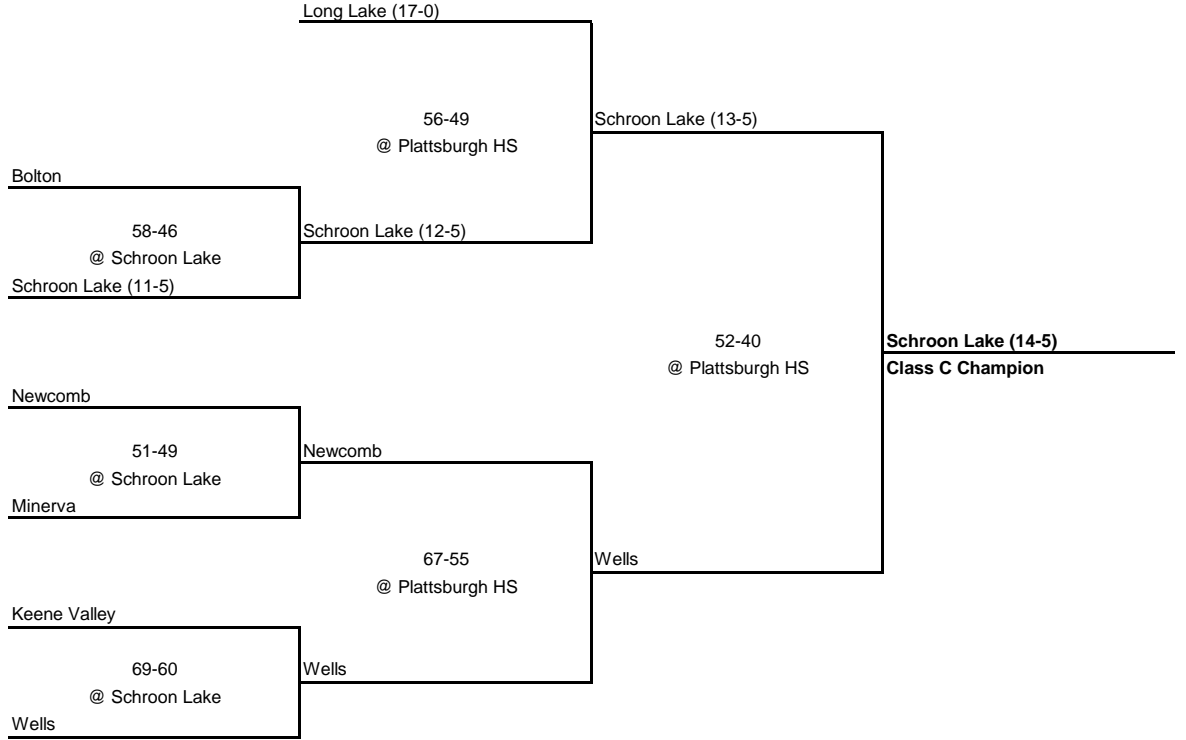 Long Lake (17-0)
56-49
@ Plattsburgh HS
Schroon Lake (13-5)
Bolton
58-46
@ Schroon Lake
Schroon Lake (12-5)
Schroon Lake (11-5)
52-40
@ Plattsburgh HS
Schroon Lake (14-5)
Class C Champion
Newcomb
51-49
@ Schroon Lake
Newcomb
Minerva
67-55
@ Plattsburgh HS
Wells
Keene Valley
69-60
@ Schroon Lake
Wells
Wells